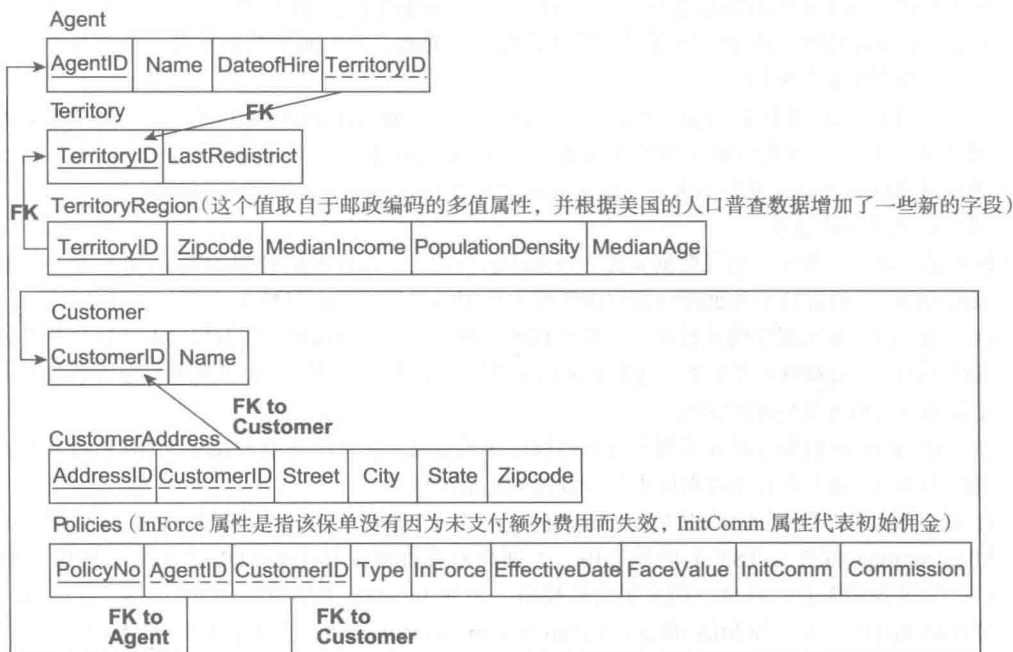 Agent
AgentID Name DateofHire TerritoryID
Territory
FK
TerritoryID LastRedistrict
FK
TerritoryRegion（这个值取自于邮政编码的多值属性，并根据美国的人口普查数据增加了一些新的字段）
TerritoryID Zipcode MedianIncome PopulationDensity MedianAge
Customer
CustomerID Name
FK to
Customer
CustomerAddress
AddressID CustomerID Street City State Zipcode
Policies（InForce 属性是指该保单没有因为未支付额外费用而失效，InitComm 属性代表初始佣金）
PolicyNo AgentID CustomerID Type InForce EffectiveDate FaceValue InitComm Commission
FK to
Agent
FK to
Customer